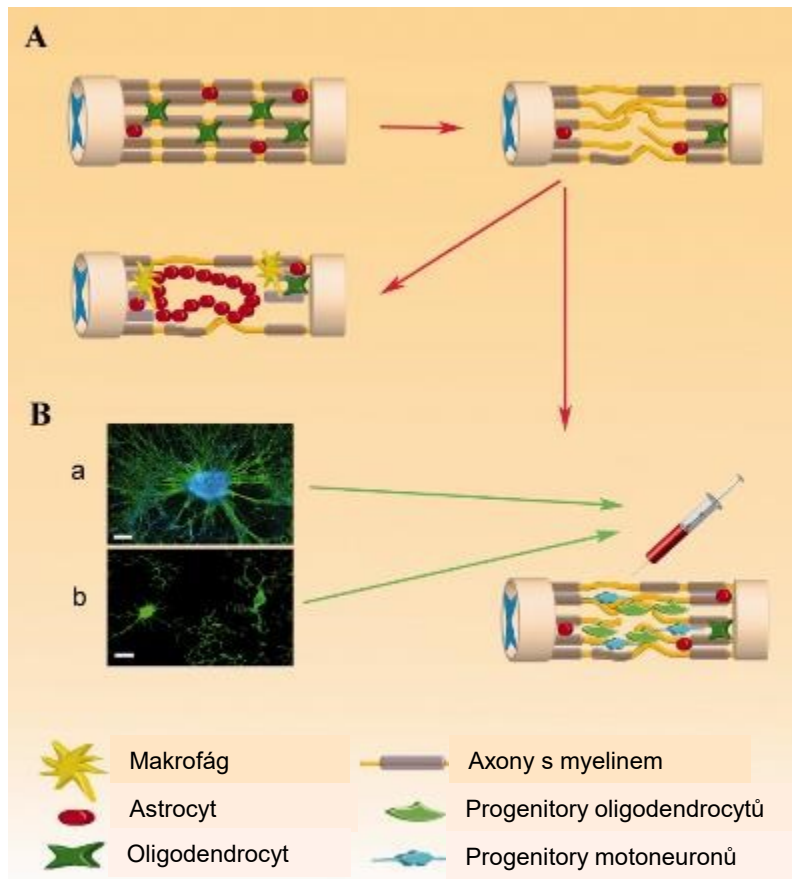 A
B
a
b
Makrofág
Axony s myelinem
Astrocyt
Progenitory oligodendrocytů
Oligodendrocyt
Progenitory motoneuronů